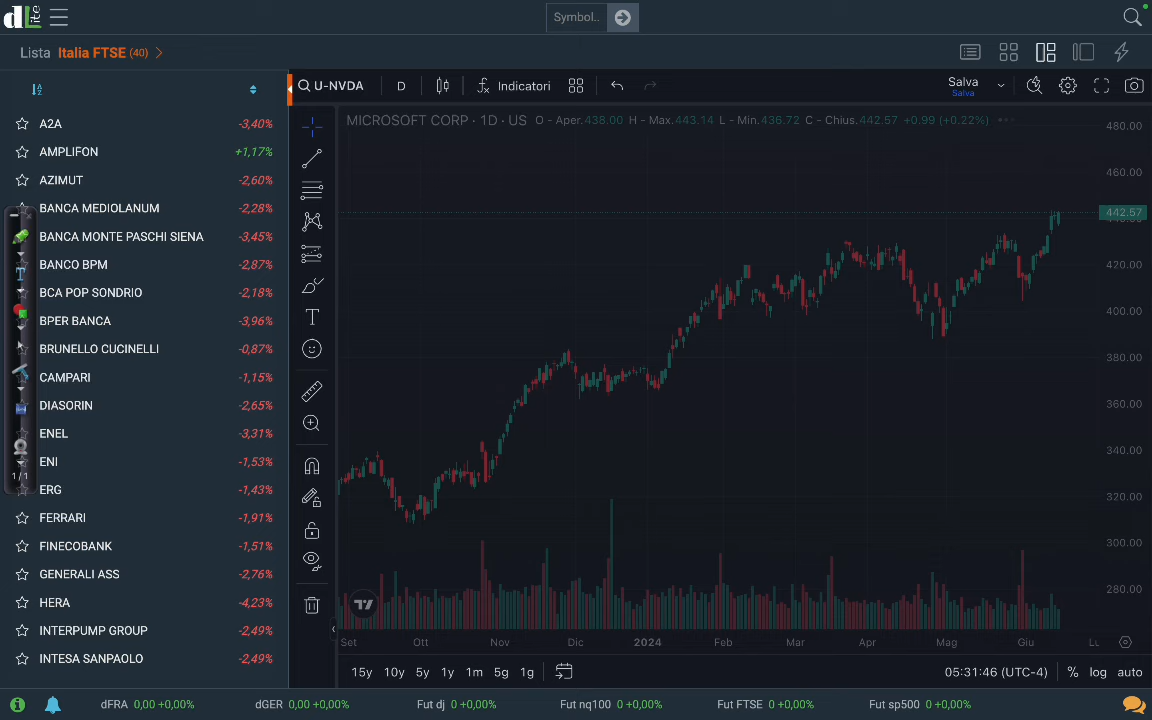 dLite
Symbol..
Lista Italia FTSE (40)
A2A -3,40%
AMPLIFON +1,17%
AZIMUT -2,60%
BANCA MEDIOLANUM -2,28%
BANCA MONTE PASCHI SIENA -3,45%
BANCO BPM -2,87%
BCA POP SONDRIO -2,18%
BPER BANCA -3,96%
BRUNELLO CUCINELLI -0,87%
CAMPARI -1,15%
DIASORIN -2,65%
ENEL -3,31%
ENI -1,53%
ERG -1,43%
FERRARI -1,91%
FINECOBANK -1,51%
GENERALI ASS -2,76%
HERA -4,23%
INTERPUMP GROUP -2,49%
INTESA SANPAOLO -2,49%
T
1/1
U-NVDA D Indicatori Salva
Salva
MICROSOFT CORP · 1D · US O - Aper.438.00 H - Max.443.14 L - Min.436.72 C - Chius.442.57 +0.99 (+0.22%)
480.00
460.00
442.57
420.00
400.00
380.00
360.00
340.00
320.00
300.00
280.00
Set Ott Nov Dic 2024 Feb Mar Apr Mag Giu Lu
15y 10y 5y 1y 1m 5g 1g 05:31:46 (UTC-4) % log auto
dFRA 0,00 +0,00% dGER 0,00 +0,00% Fut dj 0 +0,00% Fut nq100 0 +0,00% Fut FTSE 0 +0,00% Fut sp500 0 +0,00%